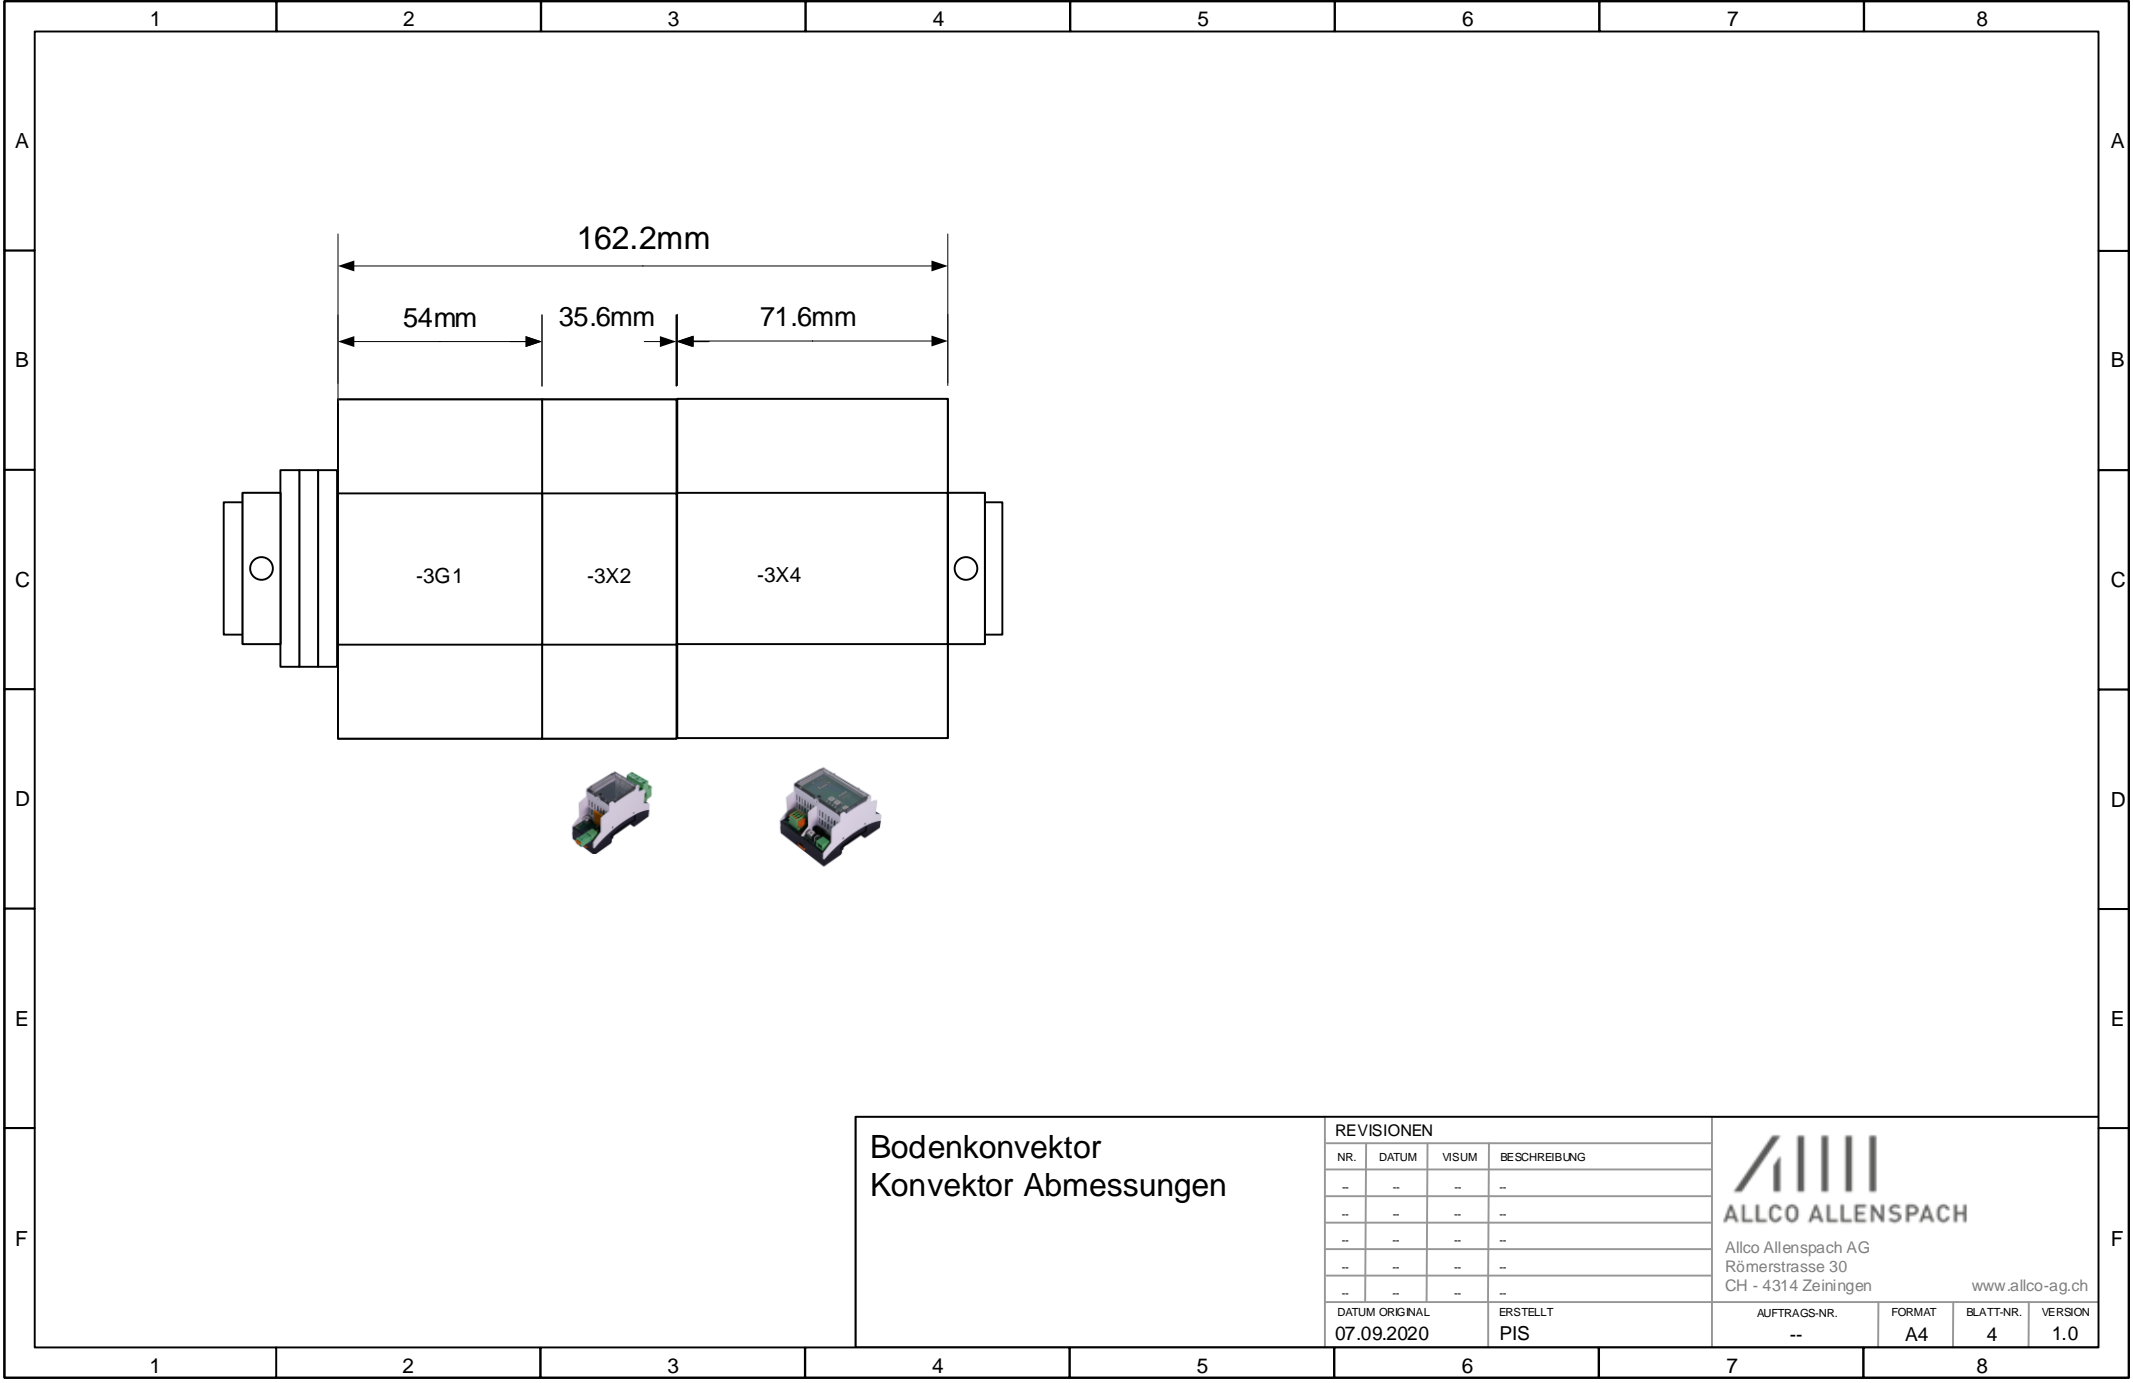 1 2 3 4 5 6 7 8
A A
162.2mm
54mm 35.6mm 71.6mm
B B
-3G1 -3X2 -3X4
C C
D D
E E
Bodenkonvektor
Konvektor Abmessungen
REVISIONEN
NR. DATUM VISUM BESCHREIBUNG
-- -- -- --
-- -- -- --
-- -- -- --
-- -- -- --
-- -- -- --
DATUM ORIGINAL ERSTELLT
07.09.2020 PIS
ALLCO ALLENSPACH
Allco Allenspach AG
Römerstrasse 30
CH - 4314 Zeiningen www.allco-ag.ch
AUFTRAGS-NR. FORMAT BLATT-NR. VERSION
-- A4 4 1.0
F F
1 2 3 4 5 6 7 8